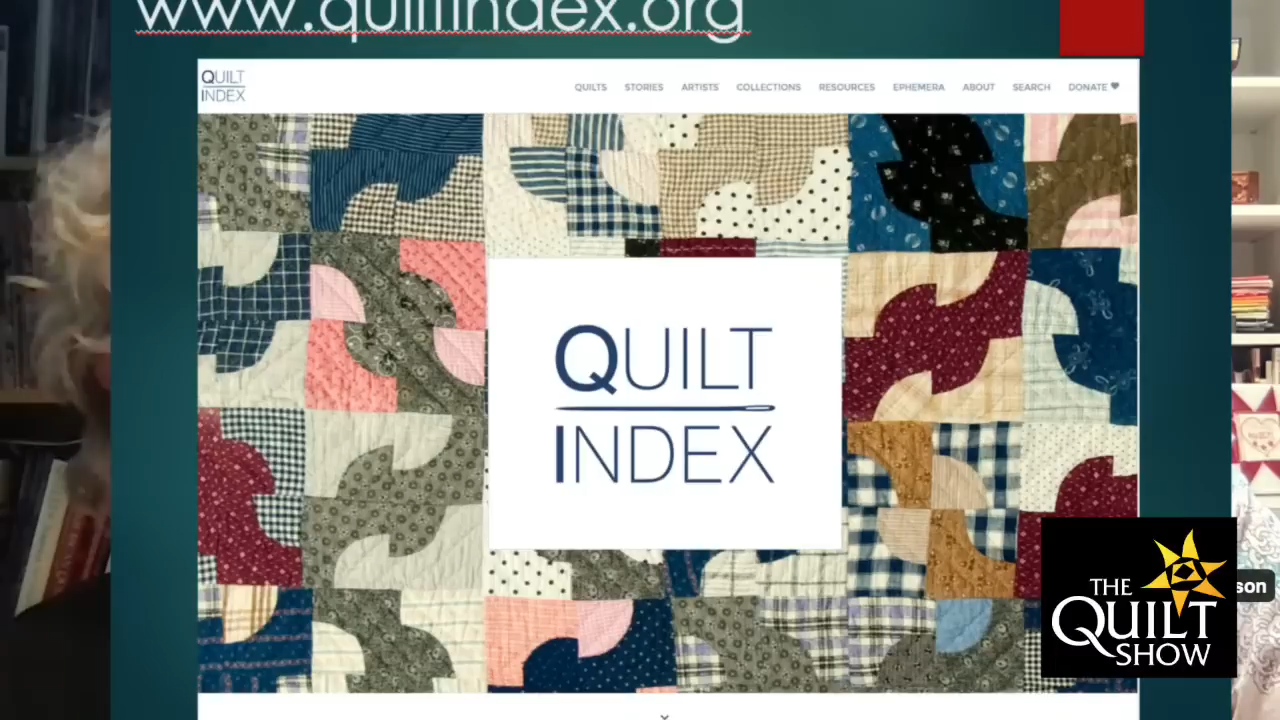 www.quiltindex.org
QUILT
INDEX
QUILTS STORIES ARTISTS COLLECTIONS RESOURCES EPHEMERA ABOUT SEARCH DONATE
QUILT
INDEX
son
THE
QUILT
SHOW